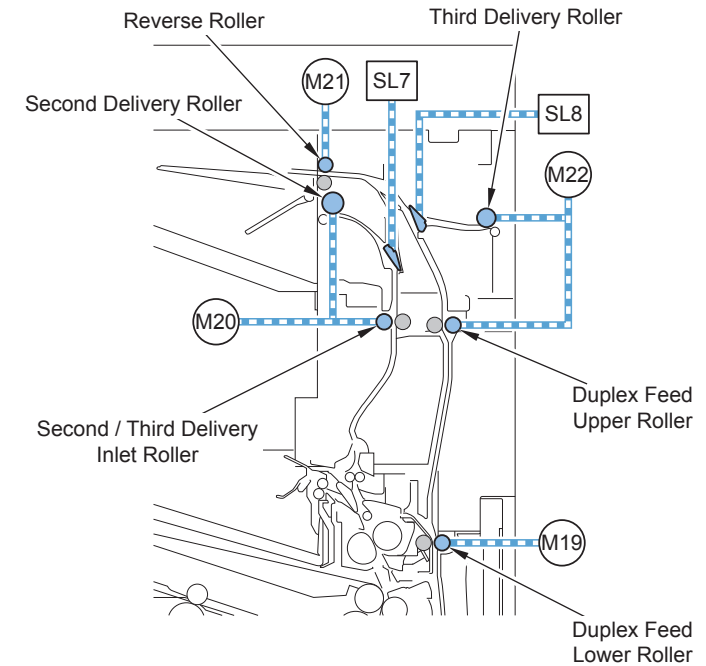 Reverse Roller
Third Delivery Roller
M21
SL7
Second Delivery Roller
SL8
M22
M20
Duplex Feed
Upper Roller
Second / Third Delivery
Inlet Roller
M19
Duplex Feed
Lower Roller